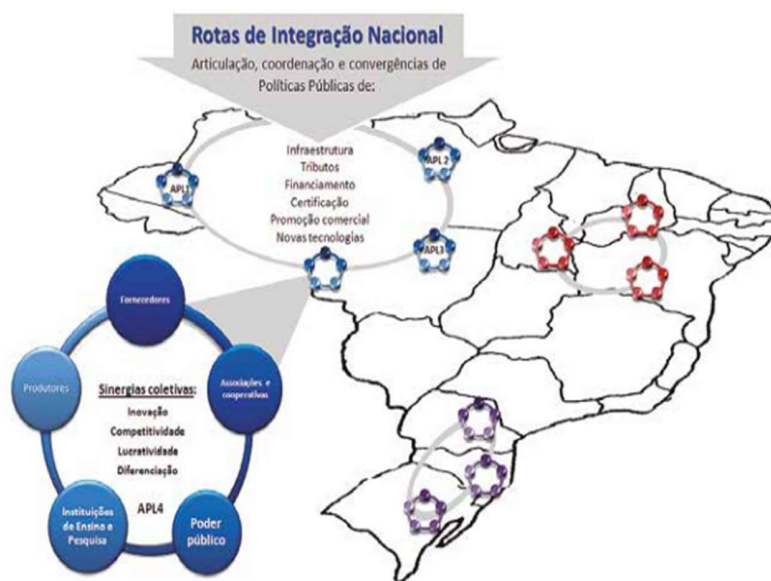 Rotas de Integração Nacional
Articulação, coordenação e convergências de
Políticas Públicas de:
Infraestrutura
Tributos
Financiamento
Certificação
Promoção comercial
Novas tecnologias
APL1
APL 2
APL3
Fornecedores
Produtores
Associações e
cooperativas
Sinergias coletivas:
Inovação
Competitividade
Lucratividade
Diferenciação
APL4
Instituições
de Ensino e
Pesquisa
Poder
público